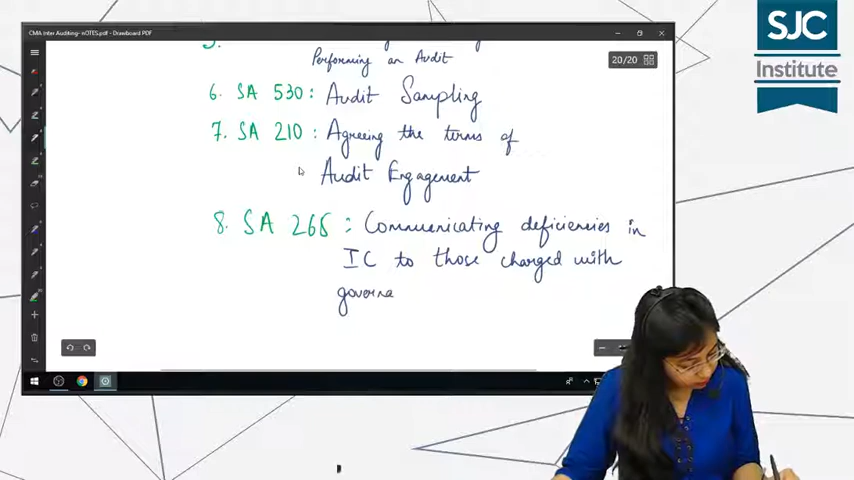 CMA Inter Auditing- nOTES.pdf - Drawboard PDF
SJC
Institute
20/20
5.
Performing an Audit
6. SA 530: Audit Sampling
7. SA 210: Agreeing the terms of
Audit Engagement
8. SA 265: Communicating deficiencies in
IC to those charged with
governa